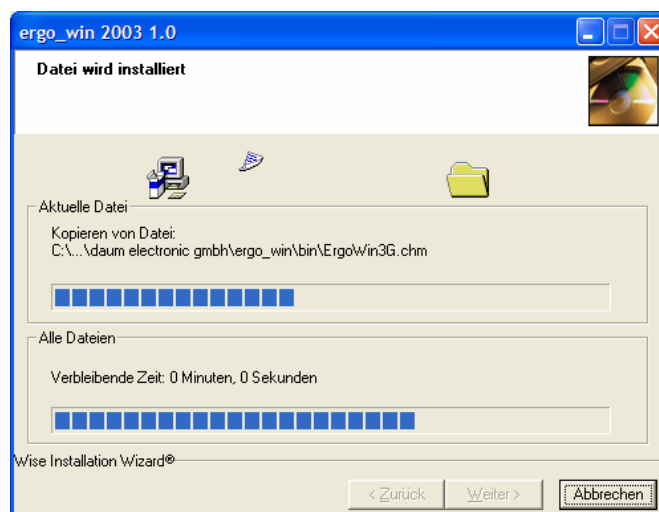 ergo_win 2003 1.0
Datei wird installiert
Aktuelle Datei
Kopieren von Datei:
C:\...\daum electronic gmbh\ergo_win\bin\ErgoWin3G.chm
Alle Dateien
Verbleibende Zeit: 0 Minuten, 0 Sekunden
Wise Installation Wizard®
< Zurück
Weiter >
Abbrechen